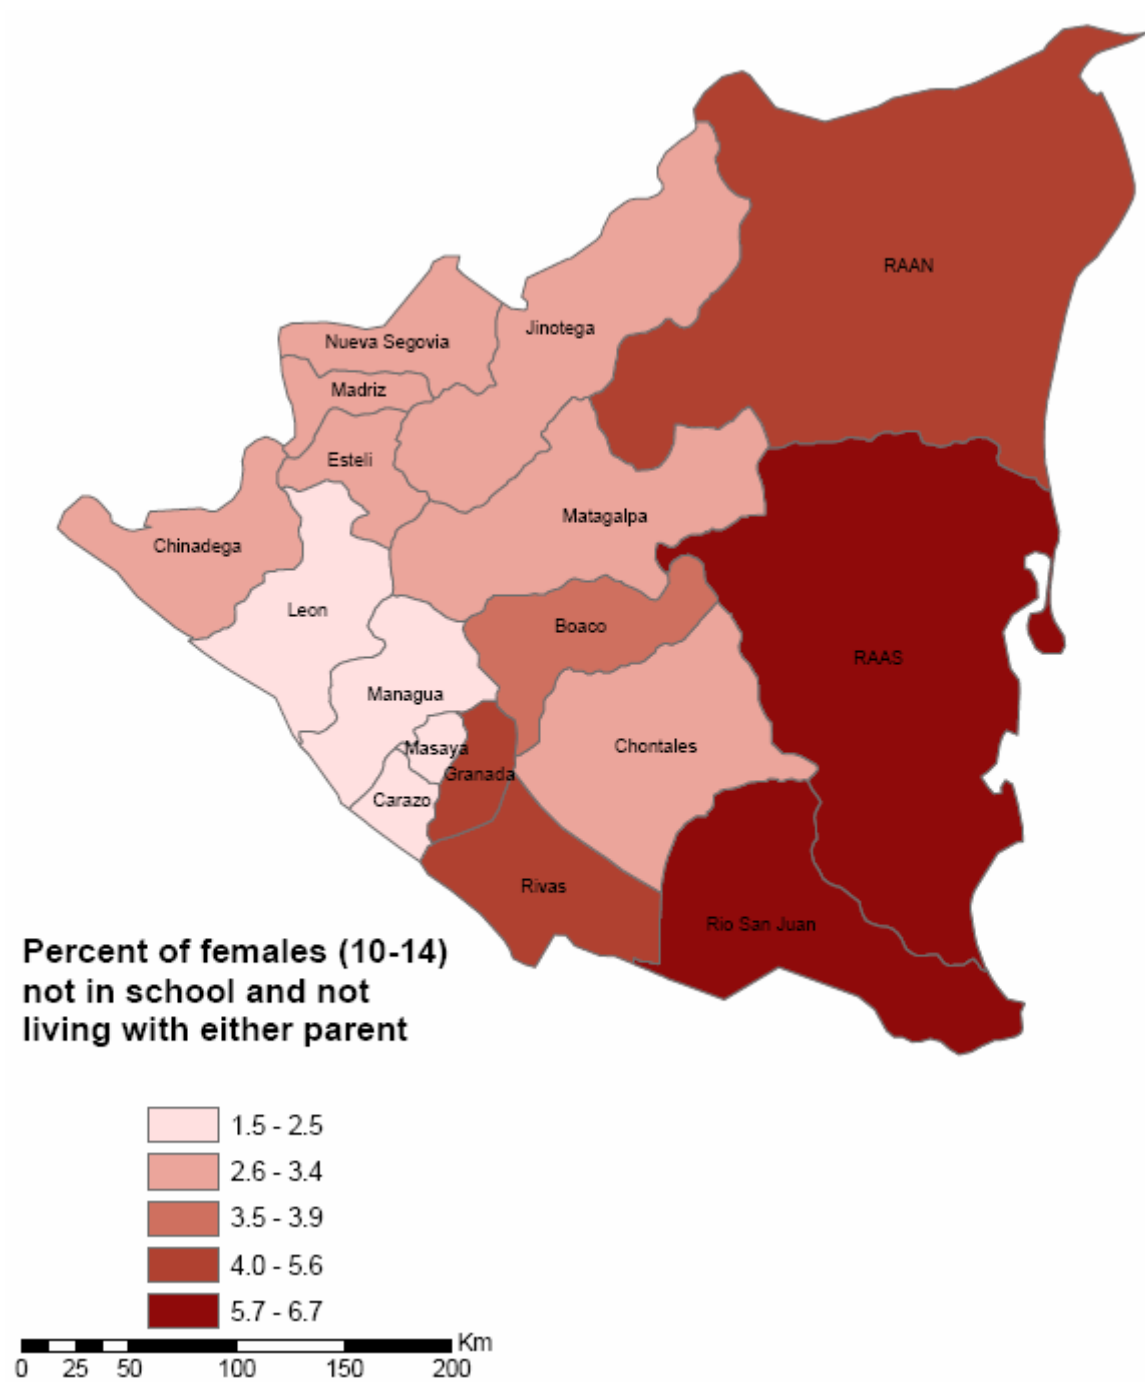 RAAN
Jinotega
Nueva Segovia
Madriz
Esteli
Matagalpa
Chinadega
Leon
Boaco
RAAS
Managua
Masaya
Chontales
Granada
Carazo
Rivas
Rio San Juan
Percent of females (10-14)
not in school and not
living with either parent
1.5 - 2.5
2.6 - 3.4
3.5 - 3.9
4.0 - 5.6
5.7 - 6.7
Km
0 25 50 100 150 200